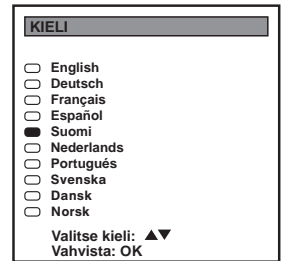 KIELI
English
Deutsch
Français
Español
Suomi
Nederlands
Portugués
Svenska
Dansk
Norsk
Valitse kieli: ▲▼
Vahvista: OK